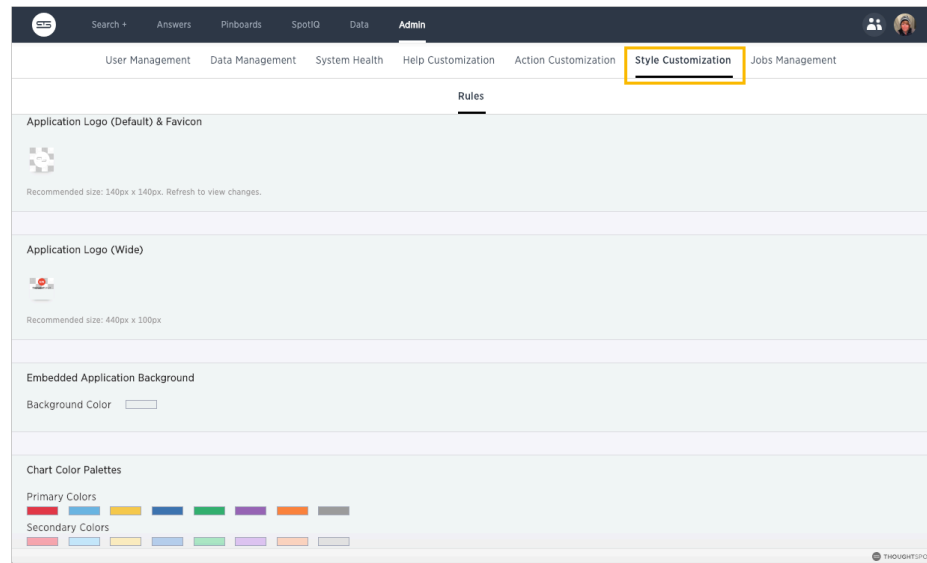 Search + Answers Pinboards SpotIQ Data Admin
User Management Data Management System Health Help Customization Action Customization Style Customization Jobs Management
Rules
Application Logo (Default) & Favicon
Recommended size: 140px x 140px. Refresh to view changes.
Application Logo (Wide)
Recommended size: 440px x 100px
Embedded Application Background
Background Color
Chart Color Palettes
Primary Colors
Secondary Colors
THOUGHTSPO